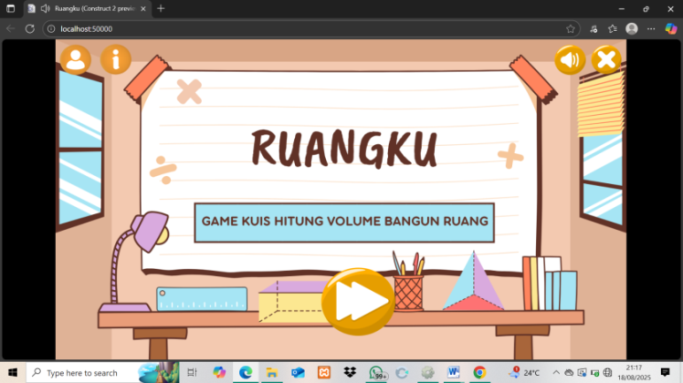 Ruangku (Construct 2 previ
localhost:50000
RUANGKU
GAME KUIS HITUNG VOLUME BANGUN RUANG
Type here to search
99+
24°C
21:17
18/08/2025